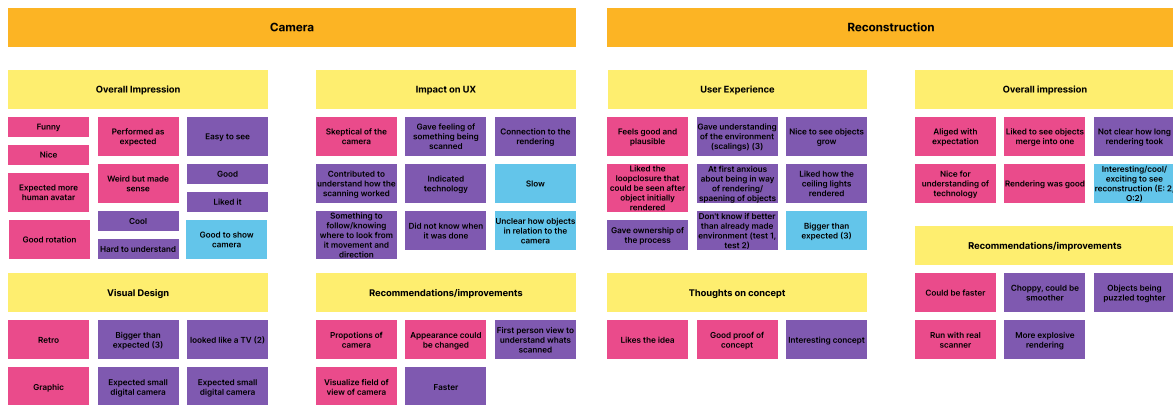 Camera
Reconstruction
Overall Impression
Funny
Nice
Expected more
human avatar
Good rotation
Performed as
expected
Weird but made
sense
Cool
Hard to understand
Easy to see
Good
Liked it
Good to show
camera
Impact on UX
Skeptical of the
camera
Gave feeling of
something being
scanned
Connection to the
rendering
Contributed to
understand how the
scanning worked
Indicated
technology
Slow
Something to
follow/knowing
where to look from
it movement and
direction
Did not know when
it was done
Unclear how objects
in relation to the
camera
Visual Design
Retro
Bigger than
expected (3)
looked like a TV (2)
Graphic
Expected small
digital camera
Expected small
digital camera
Recommendations/improvements
Propotions of
camera
Appearance could
be changed
First person view to
understand whats
scanned
Visualize field of
view of camera
Faster
User Experience
Feels good and
plausible
Gave understanding
of the environment
(scalings) (3)
Nice to see objects
grow
Liked the
loopclosure that
could be seen after
object initially
rendered
At first anxious
about being in way
of rendering/
spaening of objects
Liked how the
ceiling lights
rendered
Gave ownership of
the process
Don't know if better
than already made
environment (test 1,
test 2)
Bigger than
expected (3)
Thoughts on concept
Likes the idea
Good proof of
concept
Interesting concept
Overall impression
Aligned with
expectation
Liked to see objects
merge into one
Not clear how long
rendering took
Nice for
understanding of
technology
Rendering was good
Interesting/cool/
exciting to see
reconstruction (E: 2,
O:2)
Recommendations/improvements
Could be faster
Choppy, could be
smoother
Objects being
puzzled toghter
Run with real
scanner
More explosive
rendering